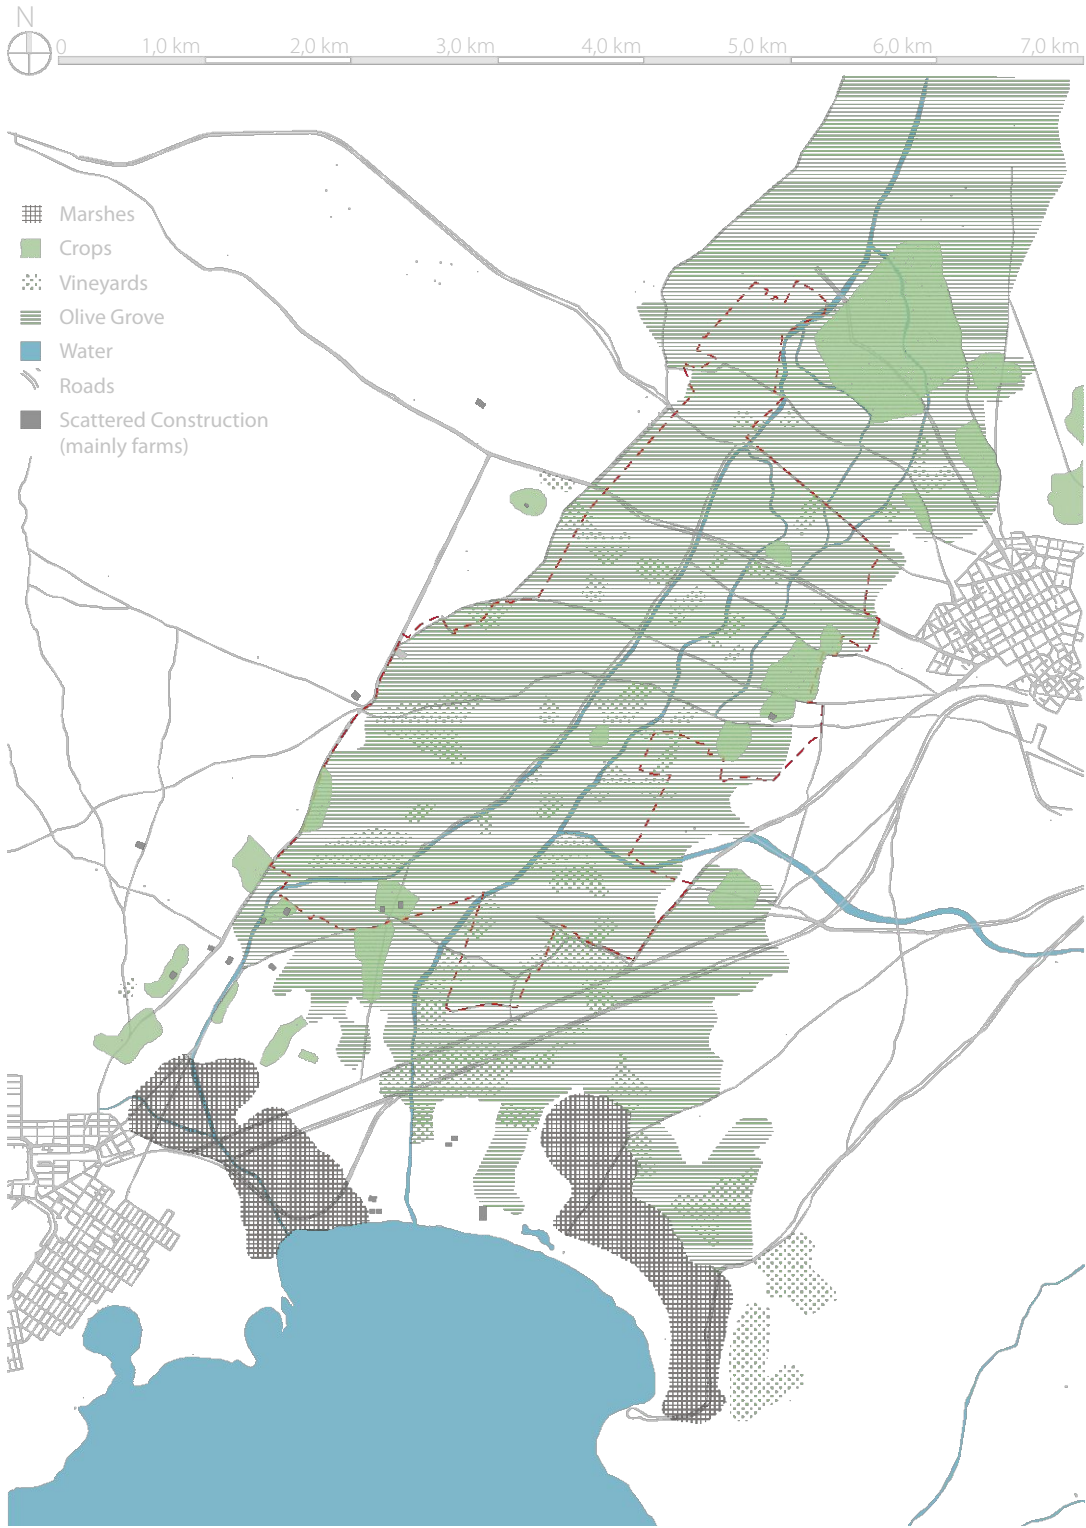 N
0 1,0 km 2,0 km 3,0 km 4,0 km 5,0 km 6,0 km 7,0 km
Marshes
Crops
Vineyards
Olive Grove
Water
Roads
Scattered Construction
(mainly farms)